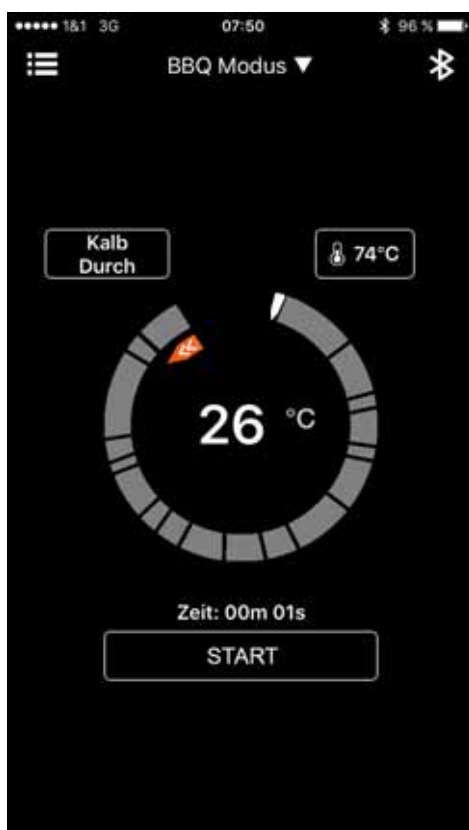 1&1 3G 07:50 96 %
BBQ Modus ▼
Kalb
Durch
74°C
26 °C
Zeit: 00m 01s
START